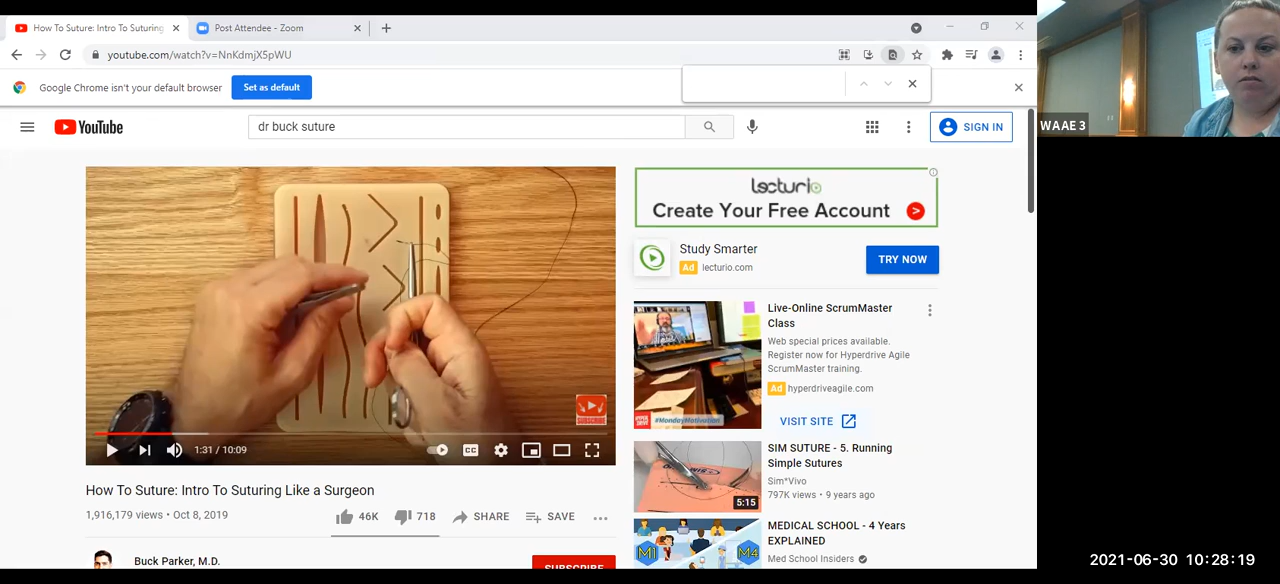 How To Suture: Intro To Suturing
Post Attendee - Zoom
youtube.com/watch?v=NnKdmjX5pWU
Google Chrome isn't your default browser
Set as default
WAAE 3
YouTube
dr buck suture
SIGN IN
lecturio
Create Your Free Account
Study Smarter
Ad lecturio.com
TRY NOW
Live-Online ScrumMaster
Class
Web special prices available.
Register now for Hyperdrive Agile
ScrumMaster training.
Ad hyperdriveagile.com
#MondayMotivation
VISIT SITE
1:31 / 10:09
CC
SIM SUTURE - 5. Running
Simple Sutures
Sim*Vivo
797K views • 9 years ago
5:15
How To Suture: Intro To Suturing Like a Surgeon
1,916,179 views • Oct 8, 2019
46K
718
SHARE
SAVE
MEDICAL SCHOOL - 4 Years
EXPLAINED
Med School Insiders
M1
M4
Buck Parker, M.D.
SUBSCRIBE
2021-06-30 10:28:19